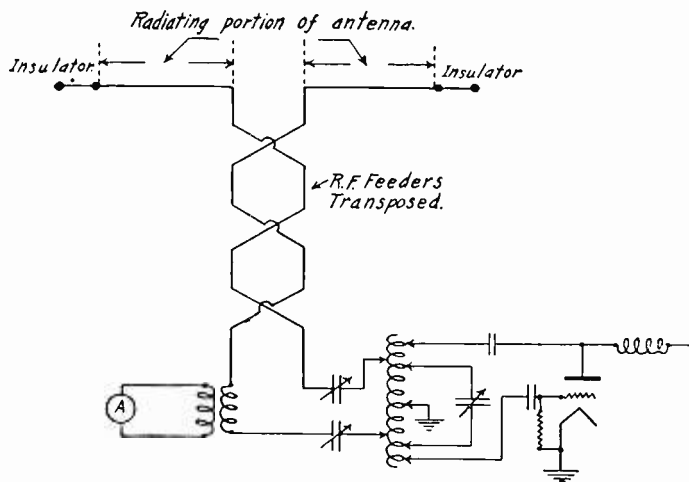 Radiating portion of antenna.
Insulator.
Insulator
R.F. Feeders
Transposed.
A